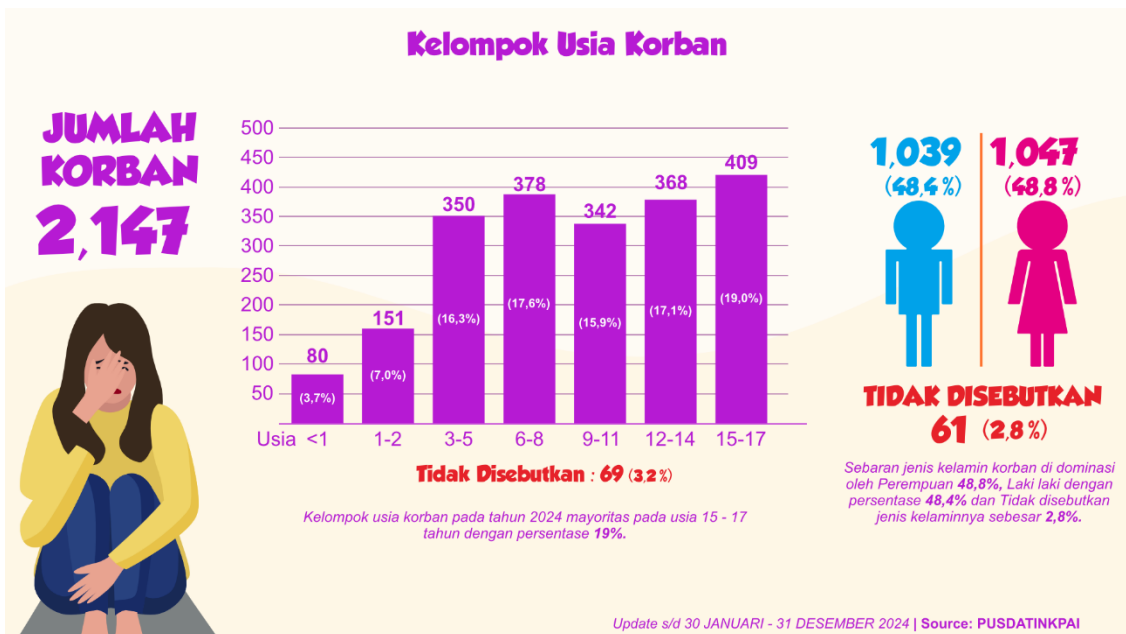 Kelompok Usia Korban
JUMLAH
KORBAN
2,147
500
450
400
350
300
250
200
150
100
50
80
151
350
378
342
368
409
(3,7%)
(7,0%)
(16,3%)
(17,6%)
(15,9%)
(17,1%)
(19,0%)
Usia <1 1-2 3-5 6-8 9-11 12-14 15-17
Tidak Disebutkan : 69 (3,2%)
Kelompok usia korban pada tahun 2024 mayoritas pada usia 15 - 17
tahun dengan persentase 19%.
1,039
(48,4%)
1,047
(48,8%)
TIDAK DISEBUTKAN
61 (2,8%)
Sebaran jenis kelamin korban di dominasi
oleh Perempuan 48,8%, Laki laki dengan
persentase 48,4% dan Tidak disebutkan
jenis kelaminnya sebesar 2,8%.
Update s/d 30 JANUARI - 31 DESEMBER 2024 | Source: PUSDATINKPAI